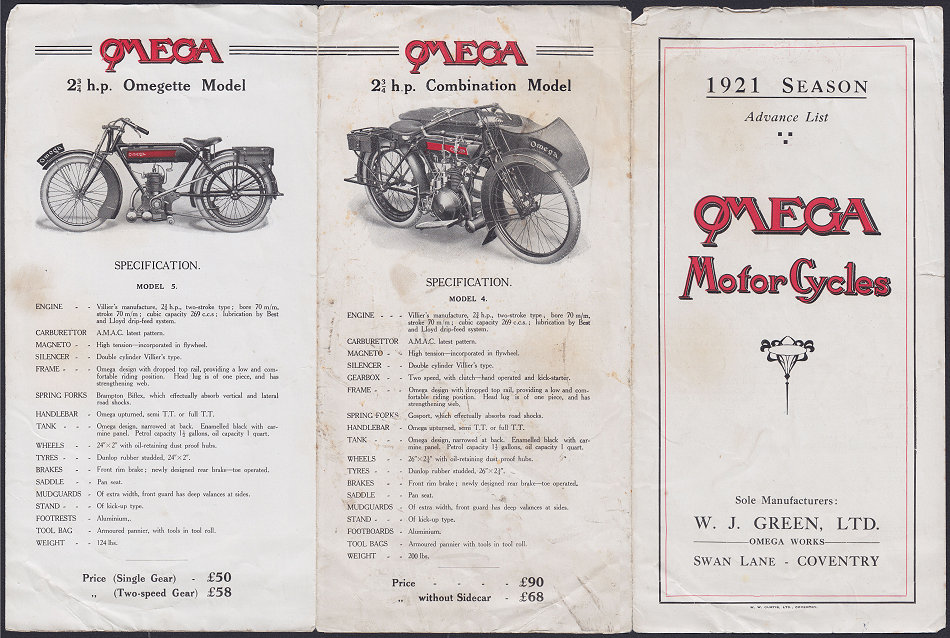 OMEGA
2¾ h.p. Omegette Model
Omega
OMEGA
SPECIFICATION.
MODEL 5.
ENGINE - - Villier's manufacture, 2¾ h.p., two-stroke type; bore 70 m/m,
stroke 70 m/m; cubic capacity 269 c.c.s; lubrication by Best
and Lloyd drip-feed system.
CARBURETTOR A.M.A.C. latest pattern.
MAGNETO - - High tension—incorporated in flywheel.
SILENCER - - Double cylinder Villier's type.
FRAME - - - Omega design with dropped top rail, providing a low and com-
fortable riding position. Head lug is of one piece, and has
strengthening web.
SPRING FORKS Brampton Biflex, which effectually absorb vertical and lateral
road shocks.
HANDLEBAR - Omega upturned, semi T.T. or full T.T.
TANK - - - Omega design, narrowed at back. Enamelled black with car-
mine panel. Petrol capacity 1½ gallons, oil capacity 1 quart.
WHEELS - - 24"×2" with oil-retaining dust proof hubs.
TYRES - - - Dunlop rubber studded, 24"×2".
BRAKES - - Front rim brake; newly designed rear brake—toe operated.
SADDLE - - Pan seat.
MUDGUARDS - Of extra width, front guard has deep valances at sides.
STAND - - - Of kick-up type.
FOOTRESTS - Aluminium.
TOOL BAG - Armoured pannier, with tools in tool roll.
WEIGHT - - 124 lbs.
Price (Single Gear) - £50
„ (Two-speed Gear) £58
OMEGA
2¾ h.p. Combination Model
Omega
SPECIFICATION.
MODEL 4.
ENGINE - - - Villier's manufacture, 2¾ h.p., two-stroke type; bore 70 m/m,
stroke 70 m/m; cubic capacity 269 c.c.s; lubrication by Best
and Lloyd drip-feed system.
CARBURETTOR A.M.A.C. latest pattern.
MAGNETO - - High tension—incorporated in flywheel.
SILENCER - - Double cylinder Villier's type.
GEARBOX - - Two speed, with clutch—hand operated and kick-starter.
FRAME - - - Omega design with dropped top rail, providing a low and com-
fortable riding position. Head lug is of one piece, and has
strengthening web.
SPRING FORKS Gosport, which effectually absorbs road shocks.
HANDLEBAR - Omega upturned, semi T.T. or full T.T.
TANK - - - Omega design, narrowed at back. Enamelled black with car-
mine panel. Petrol capacity 1½ gallons, oil capacity 1 quart.
WHEELS - - 26"×2¼" with oil-retaining dust proof hubs.
TYRES - - - Dunlop rubber studded, 26"×2¼".
BRAKES - - Front rim brake; newly designed rear brake—toe operated.
SADDLE - - Pan seat.
MUDGUARDS - Of extra width, front guard has deep valances at sides.
STAND - - - Of kick-up type.
FOOTBOARDS - Aluminium.
TOOL BAGS - Armoured pannier with tools in tool roll.
WEIGHT - - 200 lbs.
Price - - - - £90
„ without Sidecar - £68
1921 SEASON
Advance List
OMEGA
Motor Cycles
Sole Manufacturers:
W. J. GREEN, LTD.
OMEGA WORKS
SWAN LANE - COVENTRY
W. W. CURTIS, LTD., COVENTRY.